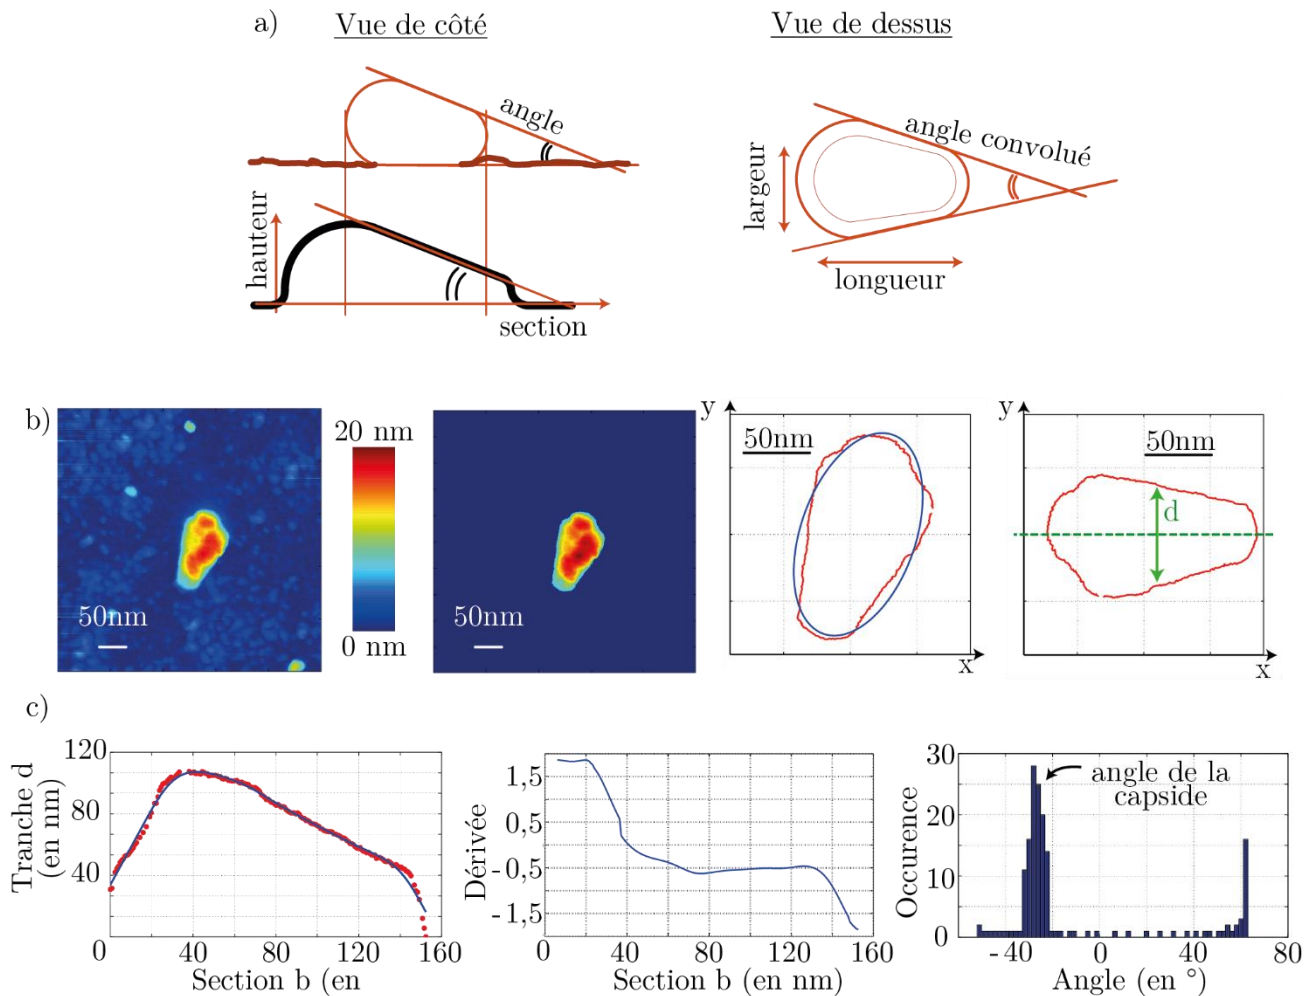 a)
Vue de côté
Vue de dessus
angle
hauteur
section
angle convolué
largeur
longueur
b)
20 nm
0 nm
50nm
50nm
y
50nm
x
y
50nm
d
x
c)
Tranche d
(en nm)
120
80
40
0
40
80
120
160
Section b (en
Dérivée
1,5
0,5
-0,5
-1,5
0
40
80
120
160
Section b (en nm)
Occurence
30
20
10
0
angle de la
capside
-40
0
40
80
Angle (en °)